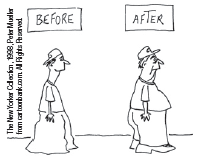 BEFORE
AFTER
The New Yorker Collection, 1998, Peter Mueller
from cartoonbank.com. All Rights Reserved.